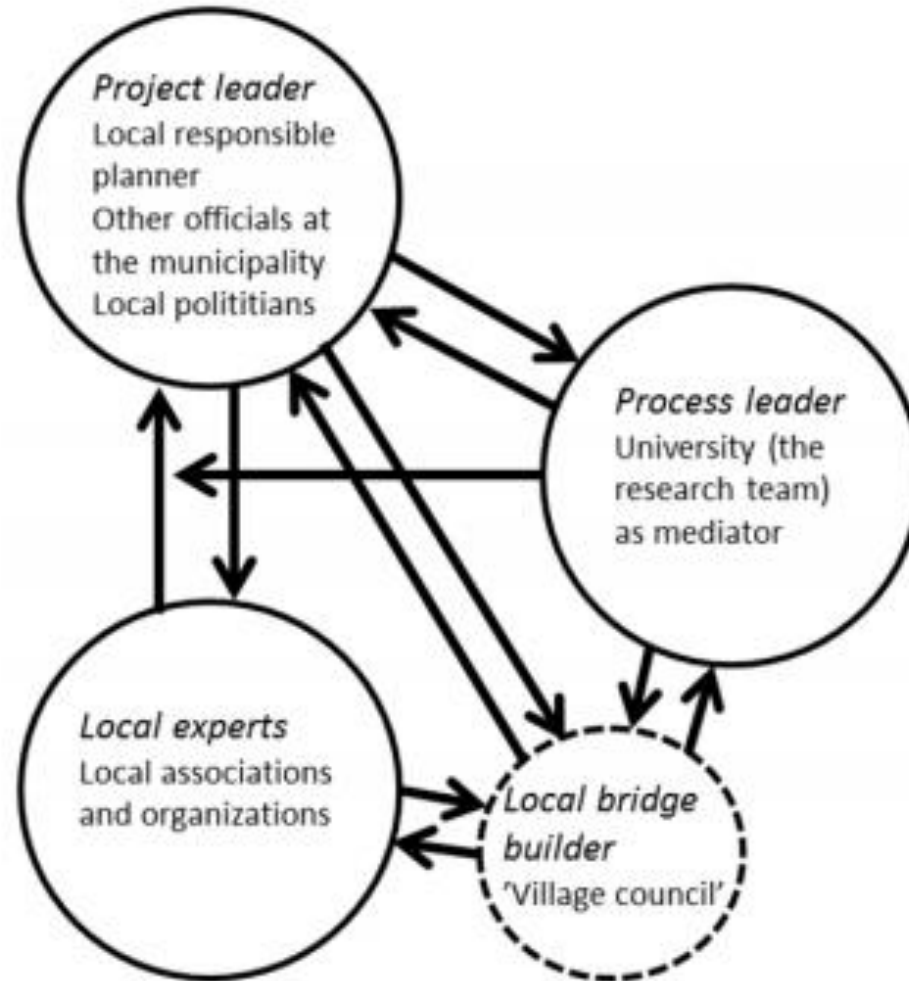 Project leader
Local responsible
planner
Other officials at
the municipality
Local polititians
Process leader
University (the
research team)
as mediator
Local experts
Local associations
and organizations
Local bridge
builder
'Village council'